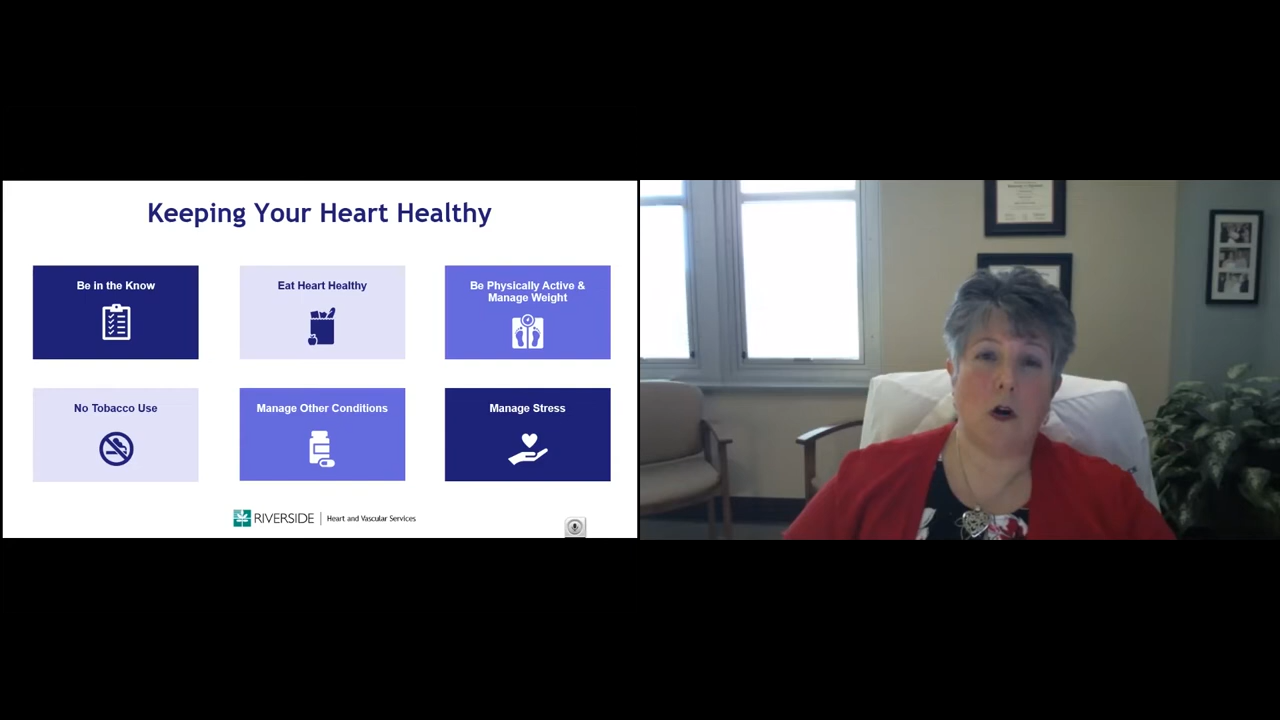 Keeping Your Heart Healthy
Be in the Know
Eat Heart Healthy
Be Physically Active &
Manage Weight
No Tobacco Use
Manage Other Conditions
Manage Stress
RIVERSIDE | Heart and Vascular Services